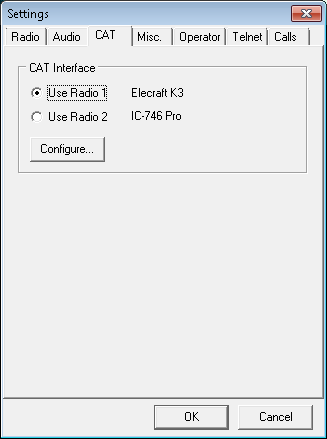 Settings
Radio Audio CAT Misc. Operator Telnet Calls
CAT Interface
Use Radio 1 Elecraft K3
Use Radio 2 IC-746 Pro
Configure...
OK Cancel